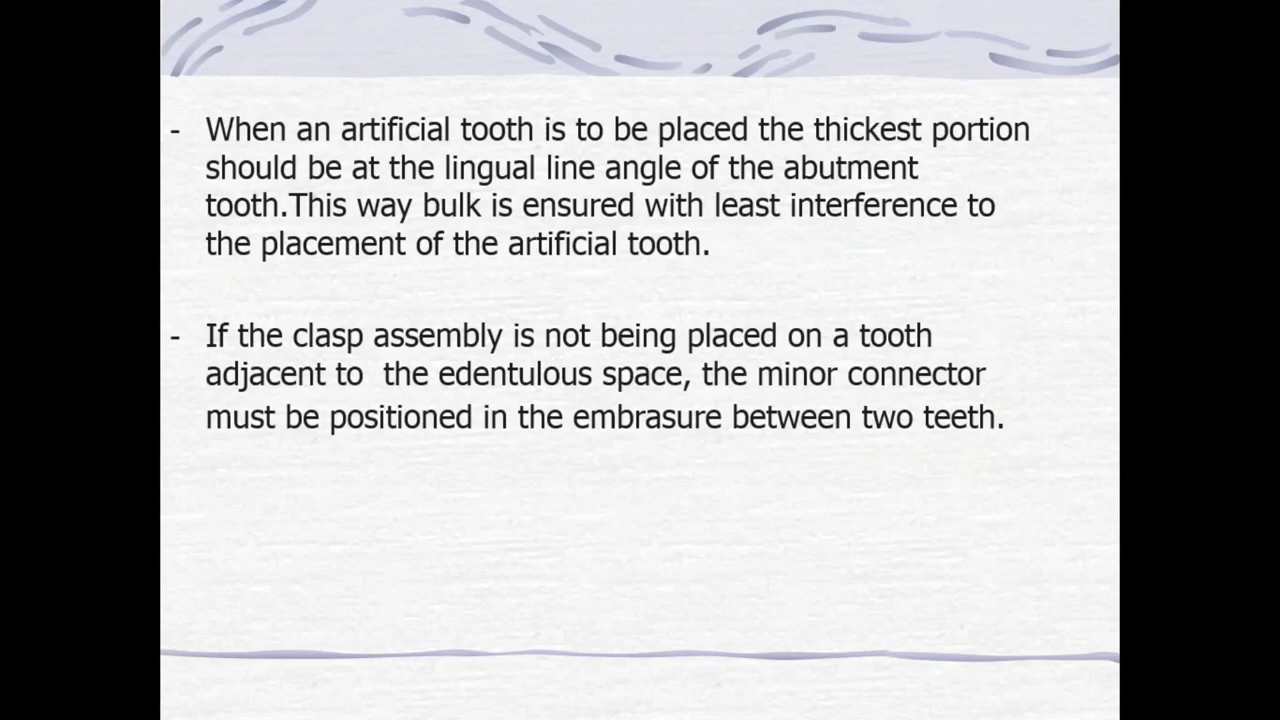 - When an artificial tooth is to be placed the thickest portion
should be at the lingual line angle of the abutment
tooth.This way bulk is ensured with least interference to
the placement of the artificial tooth.
- If the clasp assembly is not being placed on a tooth
adjacent to  the edentulous space, the minor connector
must be positioned in the embrasure between two teeth.